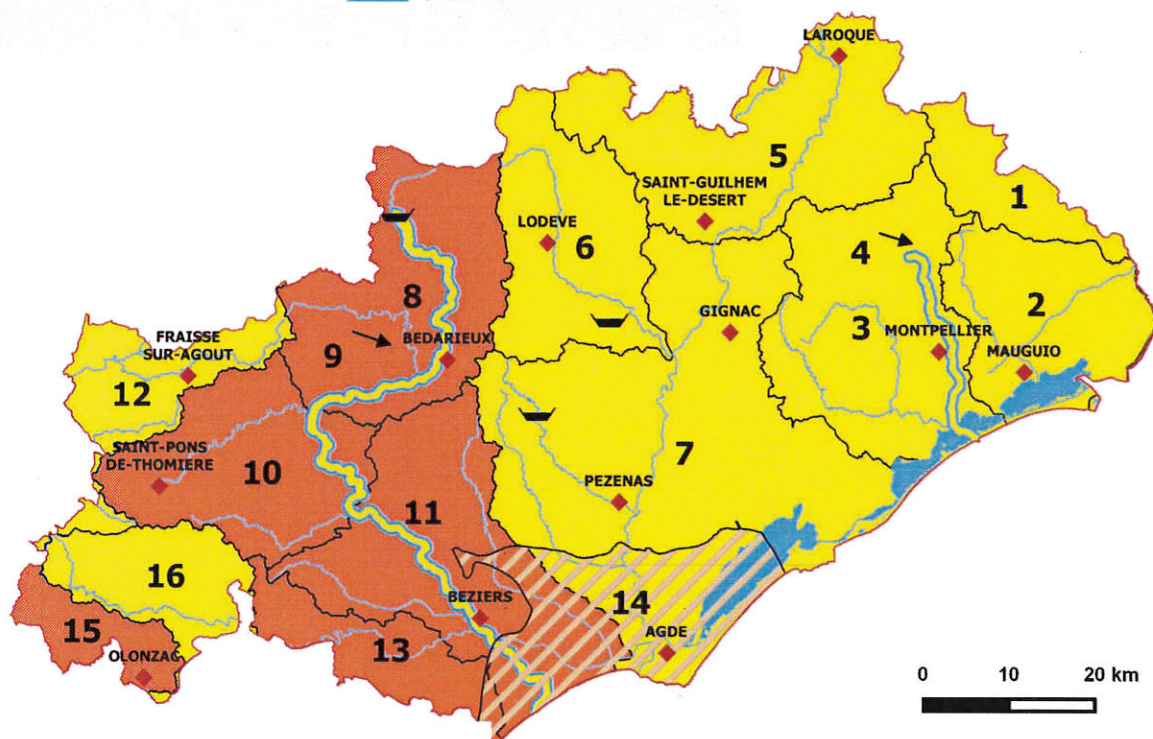 LAROQUE
5
SAINT-GUILHEM
LE-DESERT
1
LODEVE
6
4
8
GIGNAC
2
3
MONTPELLIER
FRAISSE
SUR-AGOUT
9
BEDARIEUX
MAUGUIO
12
SAINT-PONS
DE-THOMIERE
7
10
PEZENAS
11
16
14
BEZIERS
15
AGDE
13
OLONZAC
0 10 20 km